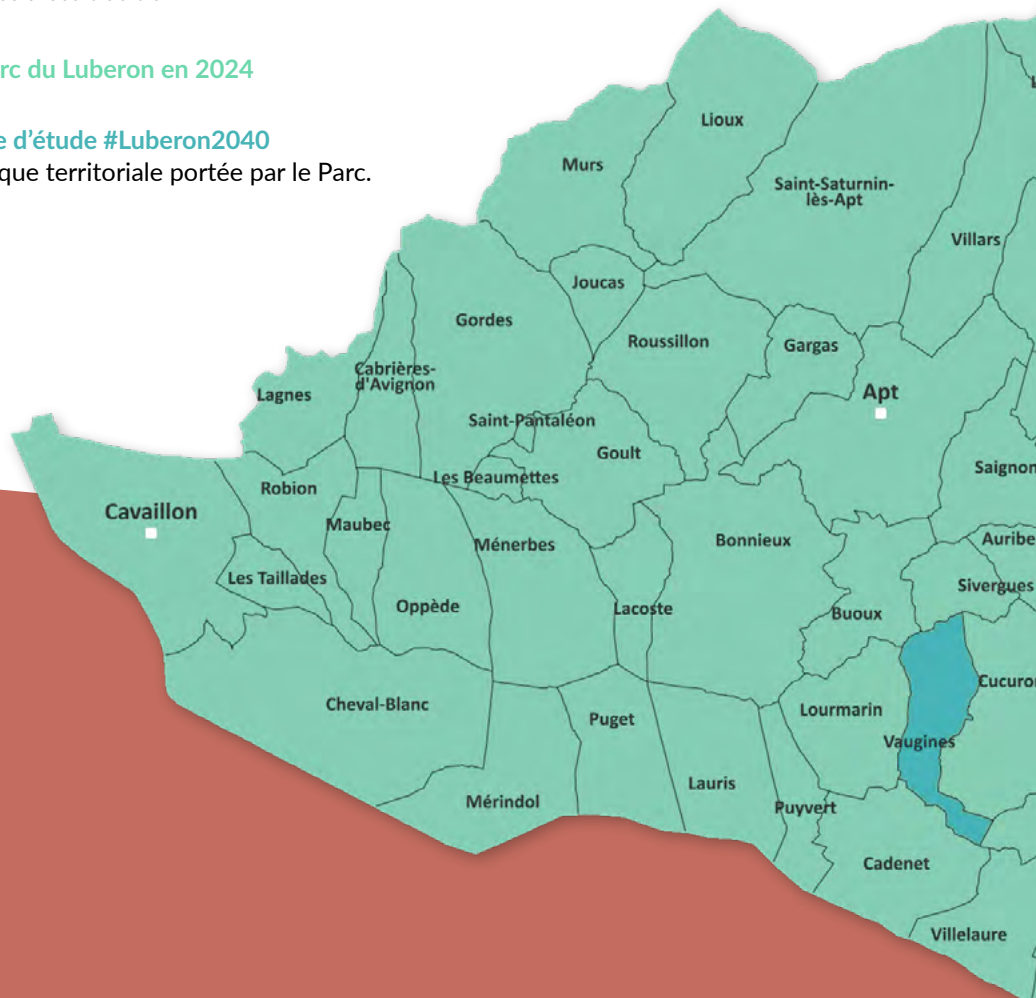 rc du Luberon en 2024
e d'étude #Luberon2040
que territoriale portée par le Parc.
Lioux
Murs
Saint-Saturnin-
lès-Apt
Villars
Joucas
Gordes
Roussillon
Gargas
Cabrières-
d'Avignon
Lagnes
Apt
Saint-Pantaléon
Goult
Saignon
Les Beaumettes
Robion
Cavaillon
Maubec
Ménerbes
Bonnieux
Auribe
Les Taillades
Sivergues
Oppède
Lacoste
Buoux
Cucuro
Cheval-Blanc
Puget
Lourmarin
Vaugines
Lauris
Mérindol
Puyvert
Cadenet
Villelaure